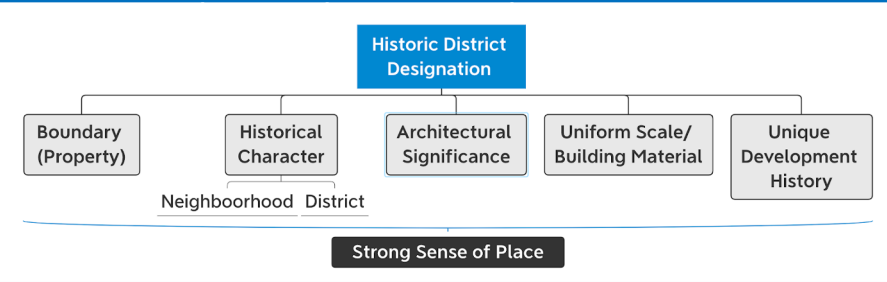 Historic District
Designation
Boundary
(Property)
Historical
Character
Architectural
Significance
Uniform Scale/
Building Material
Unique
Development
History
Neighboorhood
District
Strong Sense of Place